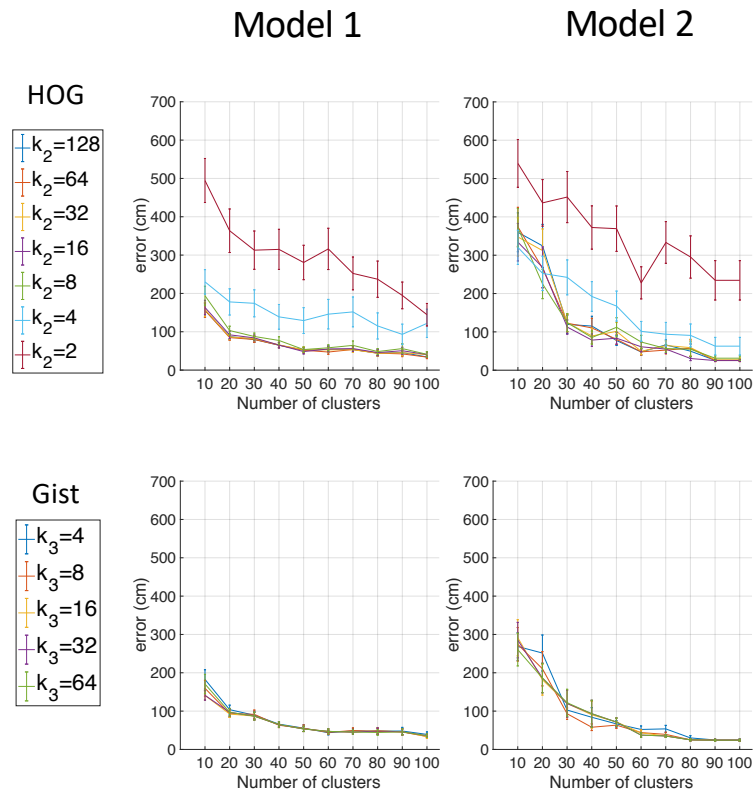 Model 1
Model 2
HOG
k2=128
k2=64
k2=32
k2=16
k2=8
k2=4
k2=2
700
600
500
400
300
200
100
0
error (cm)
10 20 30 40 50 60 70 80 90 100
Number of clusters
700
600
500
400
300
200
100
0
error (cm)
10 20 30 40 50 60 70 80 90 100
Number of clusters
Gist
k3=4
k3=8
k3=16
k3=32
k3=64
700
600
500
400
300
200
100
0
error (cm)
10 20 30 40 50 60 70 80 90 100
Number of clusters
700
600
500
400
300
200
100
0
error (cm)
10 20 30 40 50 60 70 80 90 100
Number of clusters